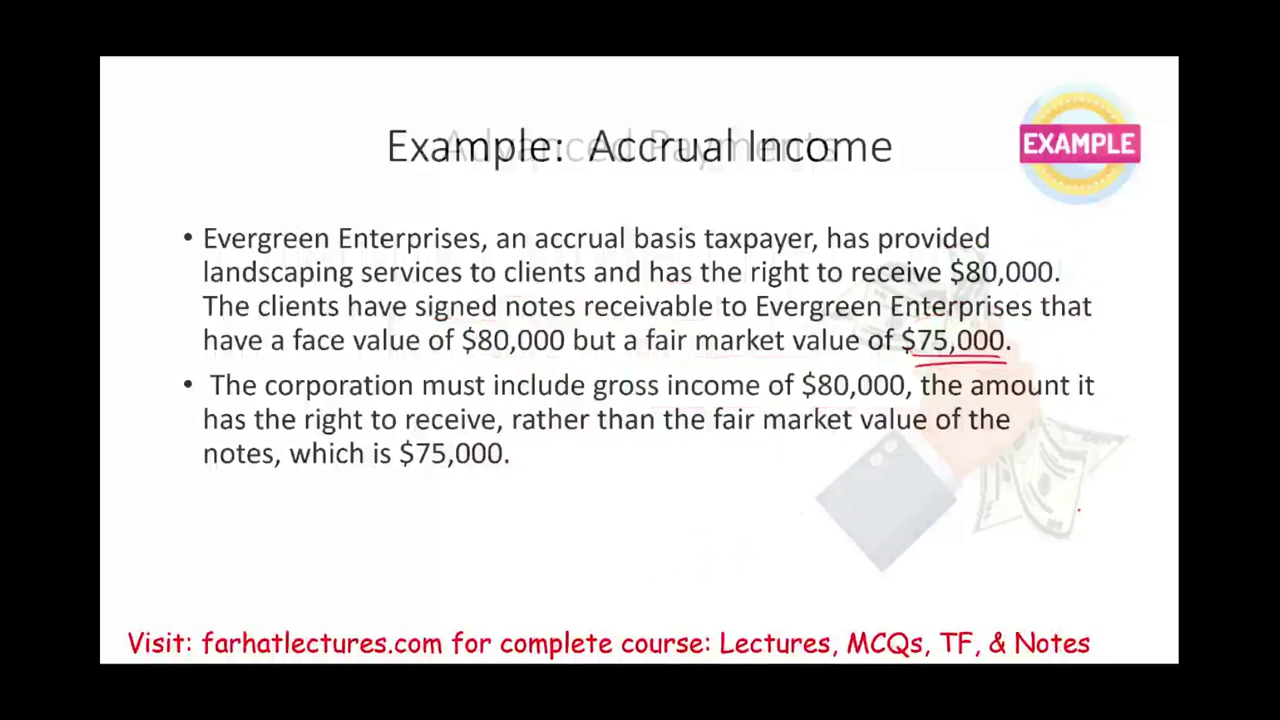 Example: Accrual Income
EXAMPLE
• Evergreen Enterprises, an accrual basis taxpayer, has provided
landscaping services to clients and has the right to receive $80,000.
The clients have signed notes receivable to Evergreen Enterprises that
have a face value of $80,000 but a fair market value of $75,000.
• The corporation must include gross income of $80,000, the amount it
has the right to receive, rather than the fair market value of the
notes, which is $75,000.
Visit: farhatlectures.com for complete course: Lectures, MCQs, TF, & Notes